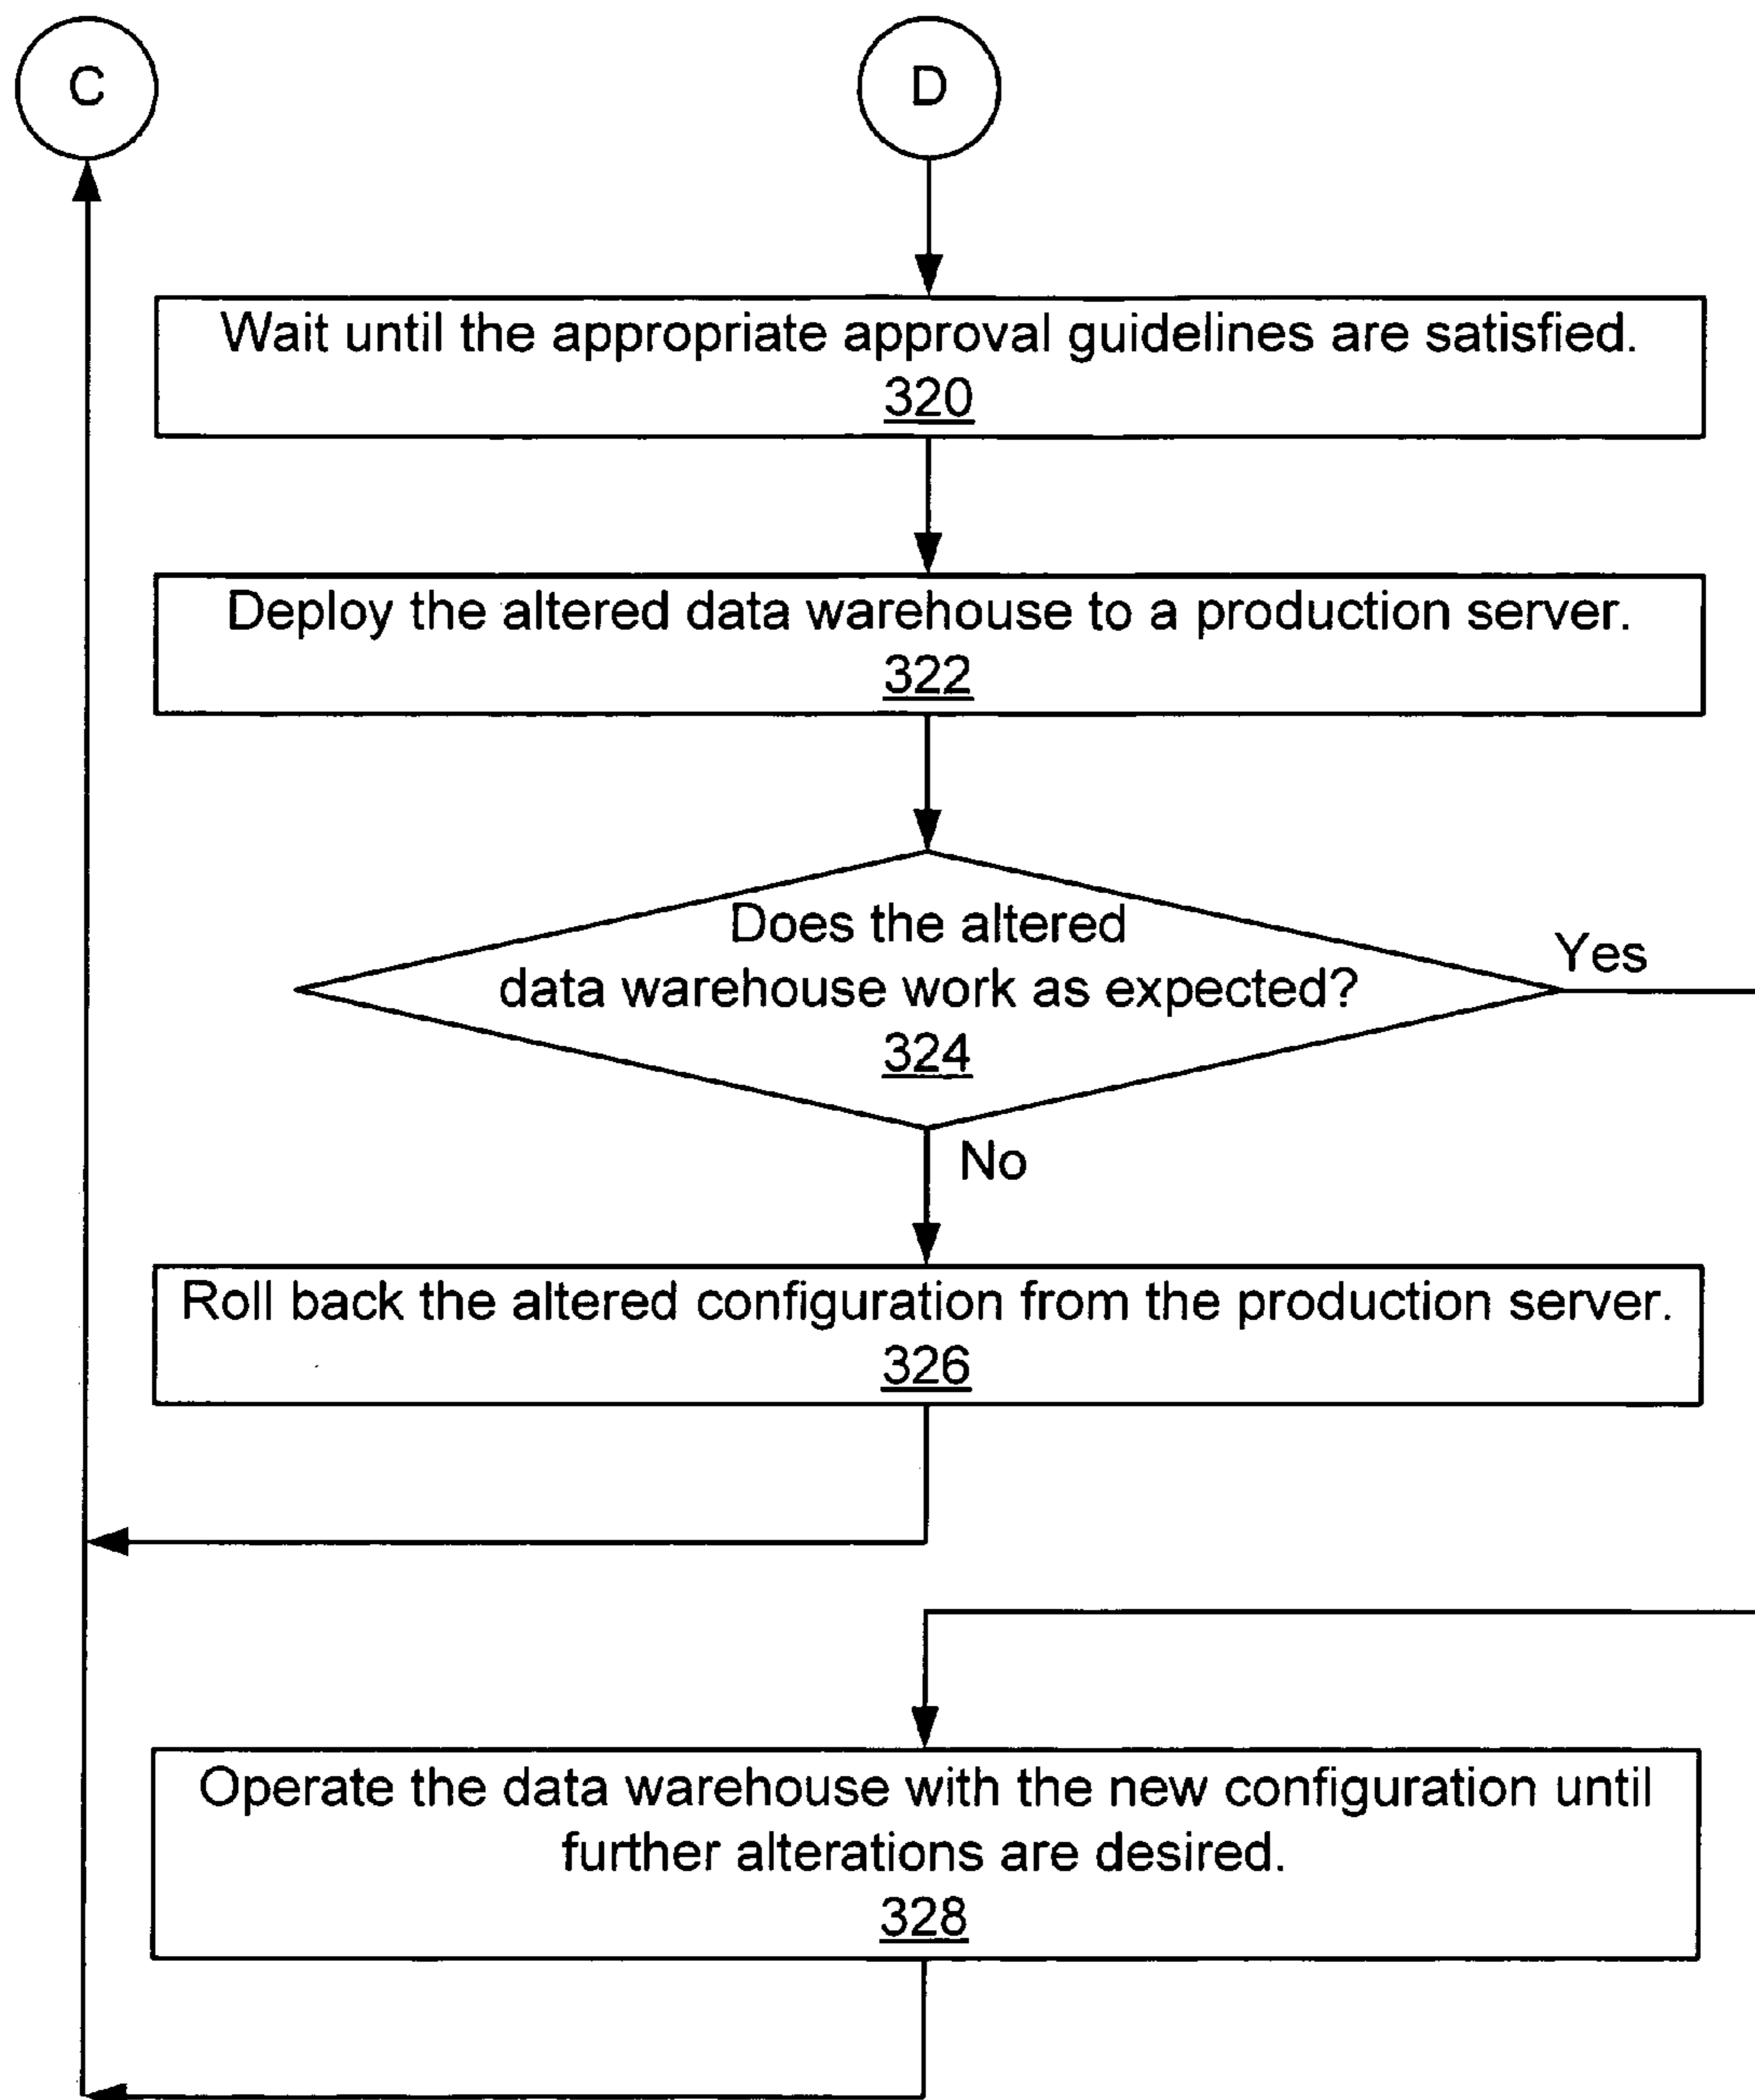 C
D
Wait until the appropriate approval guidelines are satisfied.
320
Deploy the altered data warehouse to a production server.
322
Does the altered
data warehouse work as expected?
324
Yes
No
Roll back the altered configuration from the production server.
326
Operate the data warehouse with the new configuration until
further alterations are desired.
328